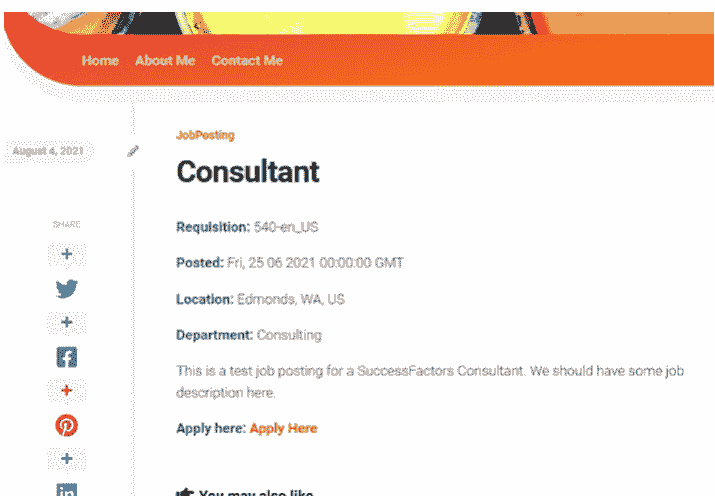 Home About Me Contact Me
JobPosting
August 4, 2021
Consultant
SHARE
Requisition: 540-en_US
Posted: Fri, 25 06 2021 00:00:00 GMT
Location: Edmonds, WA, US
Department: Consulting
This is a test job posting for a SuccessFactors Consultant. We should have some job
description here.
Apply here: Apply Here
You may also like